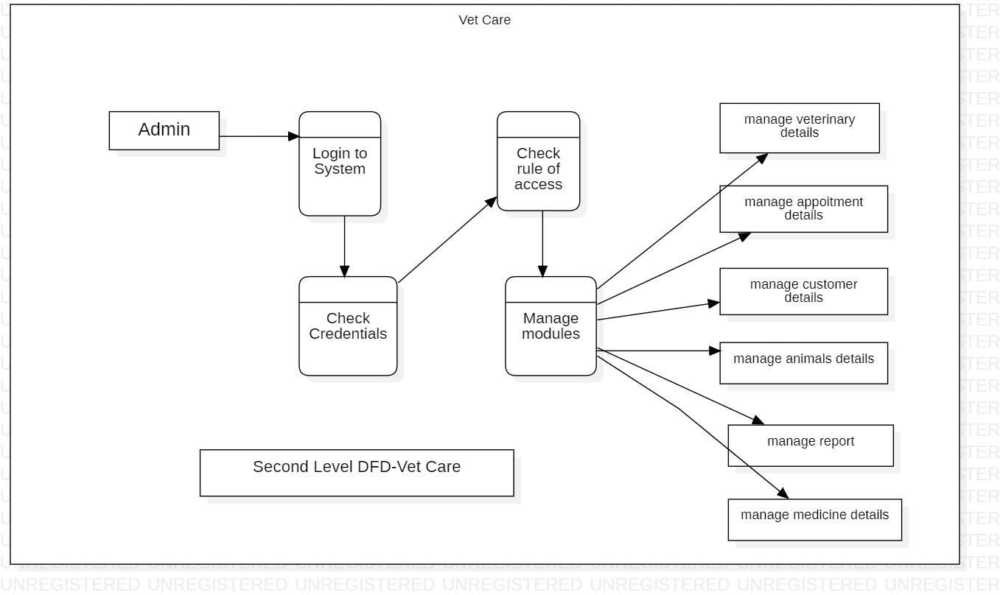 Vet Care
Admin
Login to
System
Check
rule of
access
manage veterinary
details
manage appoitment
details
Check
Credentials
Manage
modules
manage customer
details
manage animals details
manage report
Second Level DFD-Vet Care
manage medicine details
UNREGISTERED UNREGISTERED UNREGISTERED UNREGISTERED UNREGISTERED UNREGISTERED UNREGISTER